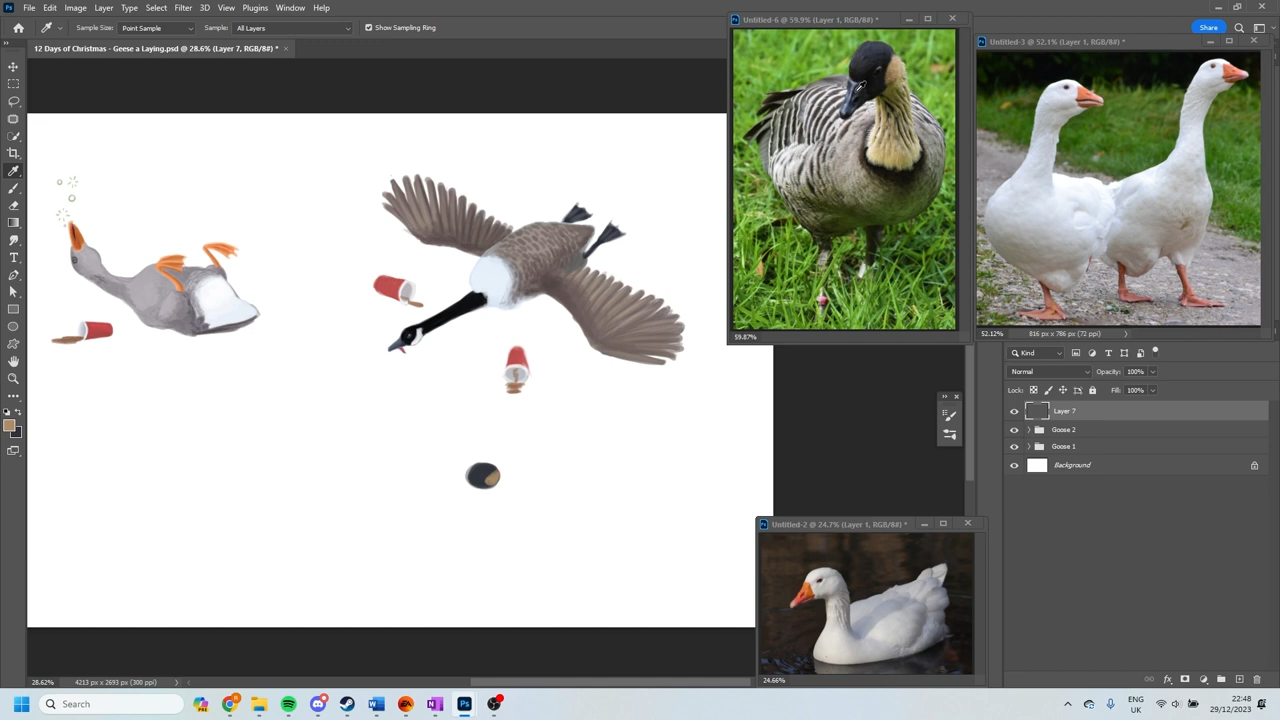 File Edit Image Layer Type Select Filter 3D View Plugins Window Help
Sample Size: Point Sample Sample: All Layers Show Sampling Ring
Share
12 Days of Christmas - Geese a Laying.psd @ 28.6% (Layer 7, RGB/8#) *
Untitled-6 @ 59.9% (Layer 1, RGB/8#) *
Untitled-3 @ 52.1% (Layer 1, RGB/8#) *
59.87%
52.12% 816 px x 786 px (72 ppi)
Kind
Normal Opacity: 100%
Lock: Fill: 100%
Layer 7
Goose 2
Goose 1
Background
Untitled-2 @ 24.7% (Layer 1, RGB/8#) *
24.66%
28.62% 4213 px x 2693 px (300 ppi)
Search
ENG
UK
22:48
29/12/2023